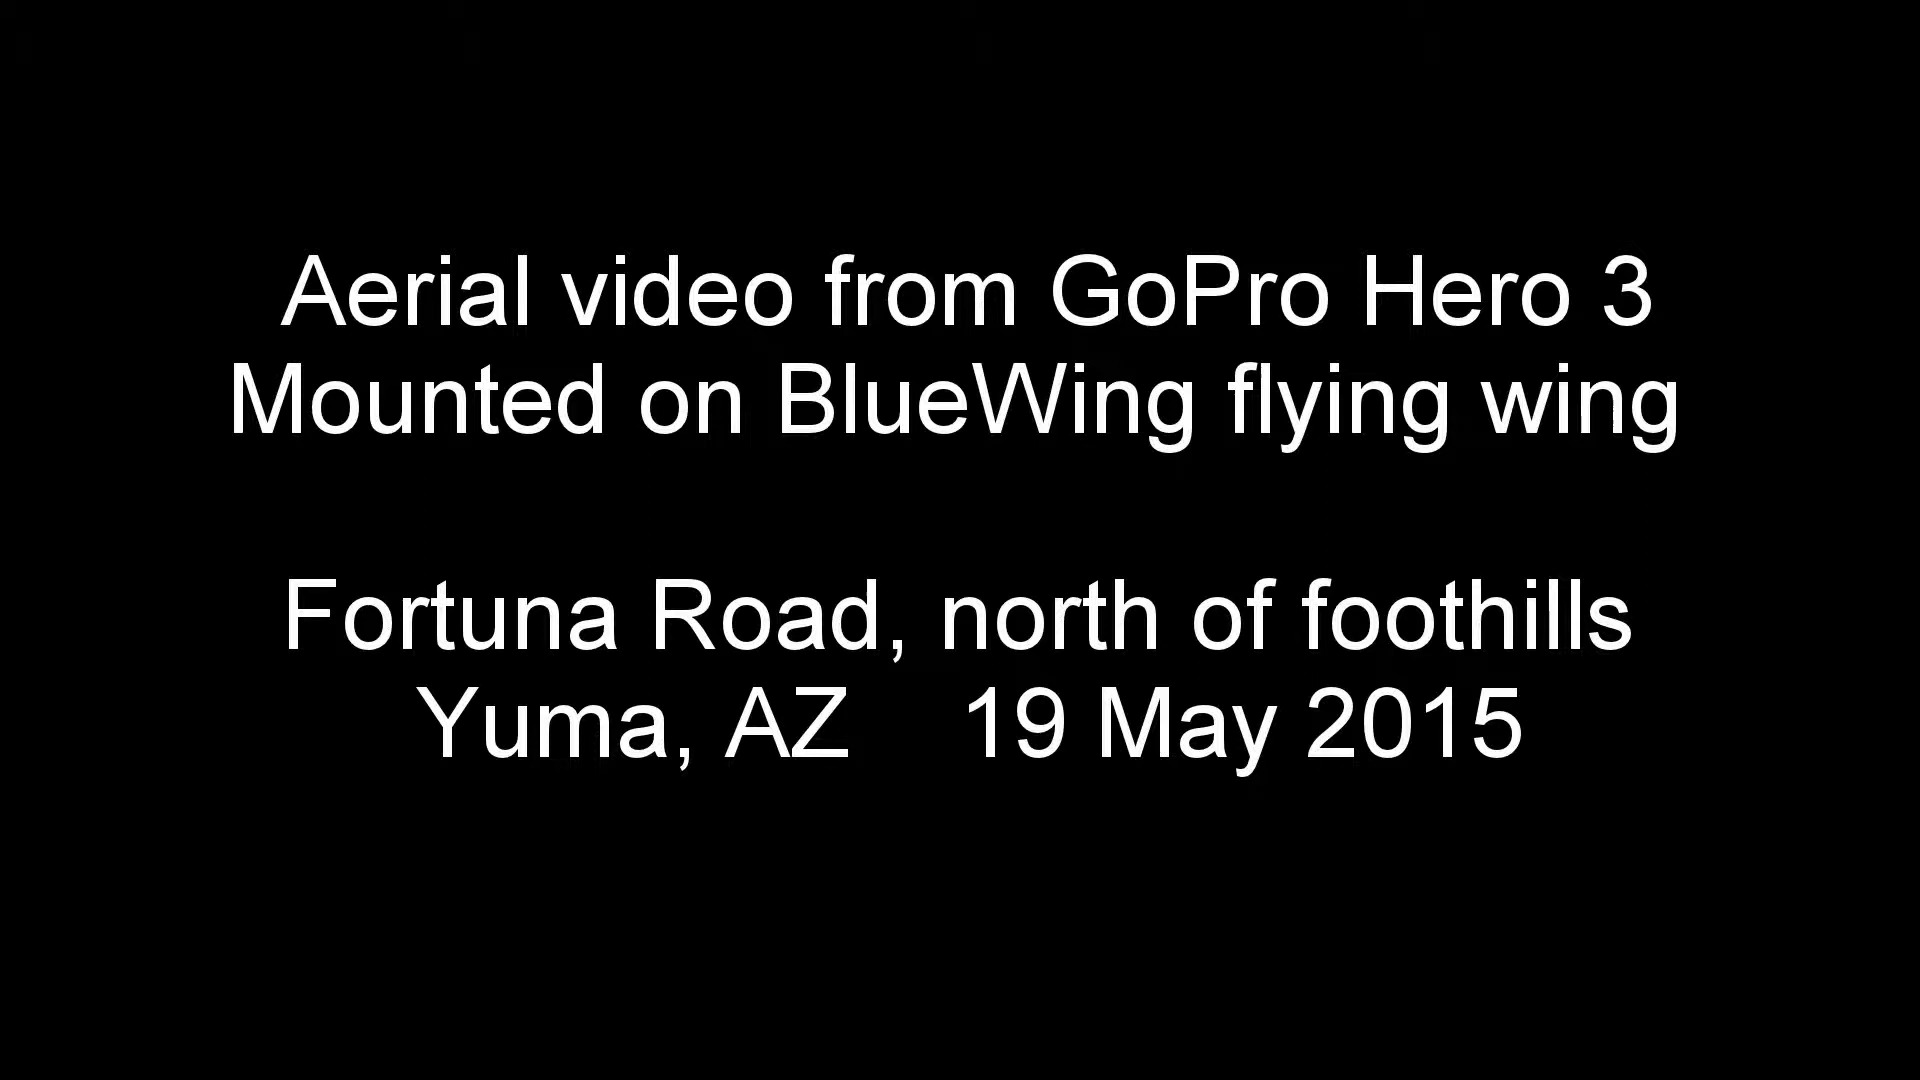 Aerial video from GoPro Hero 3
Mounted on BlueWing flying wing
Fortuna Road, north of foothills
Yuma, AZ    19 May 2015